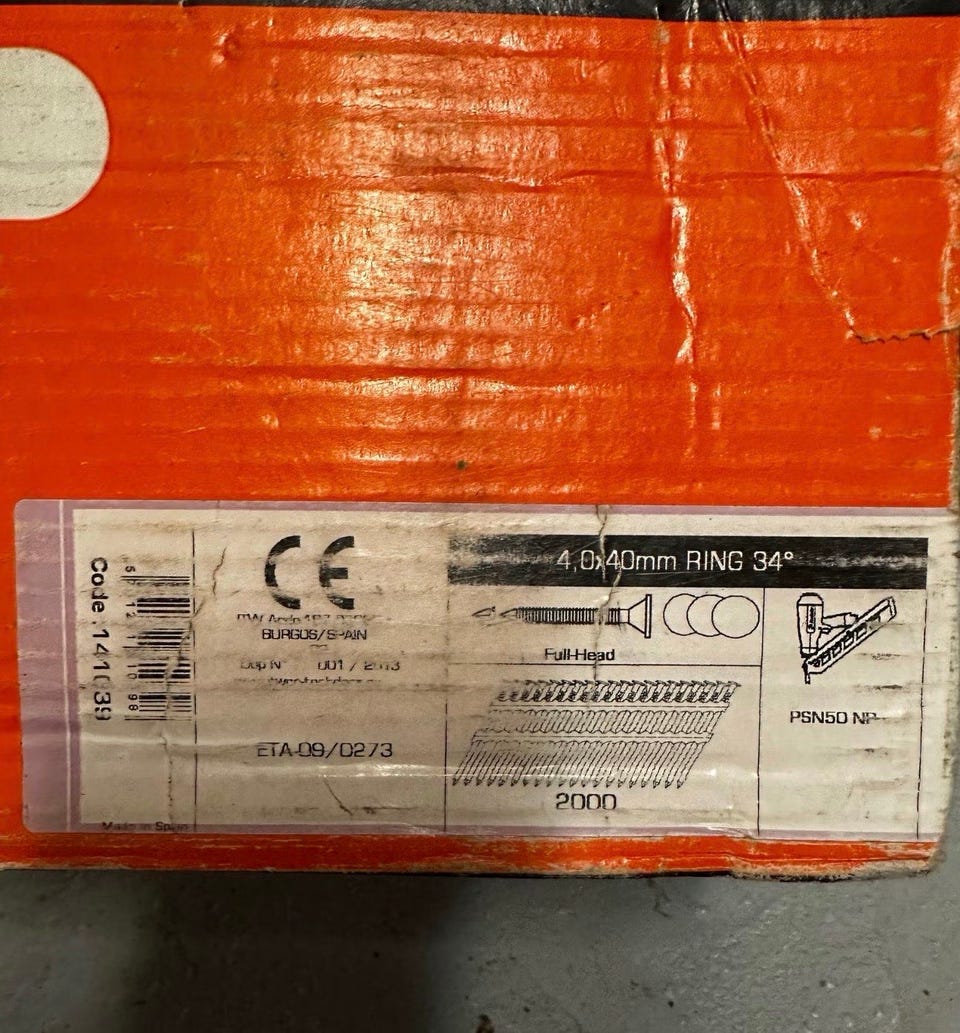 4,0x40mm RING 34°
Full-Head
2000
PSN50 NP
CE
BURGOS/SPAIN
001 / 2013
ETA-09/0273
Code : 141039
Made in Spain